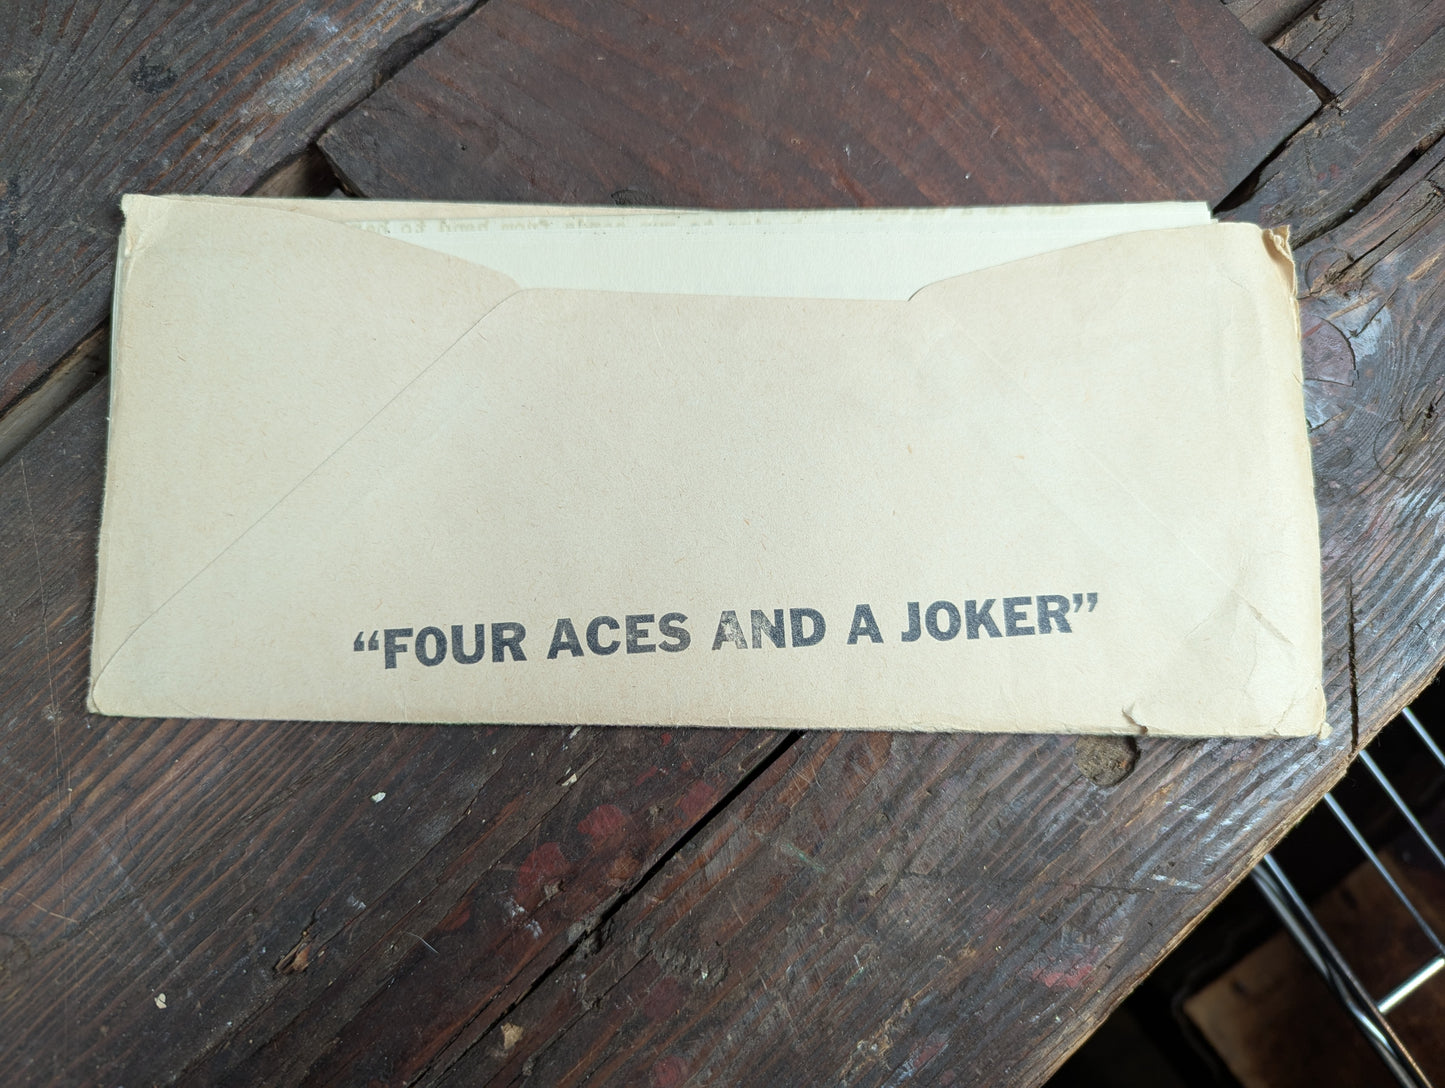 “FOUR ACES AND A JOKER”